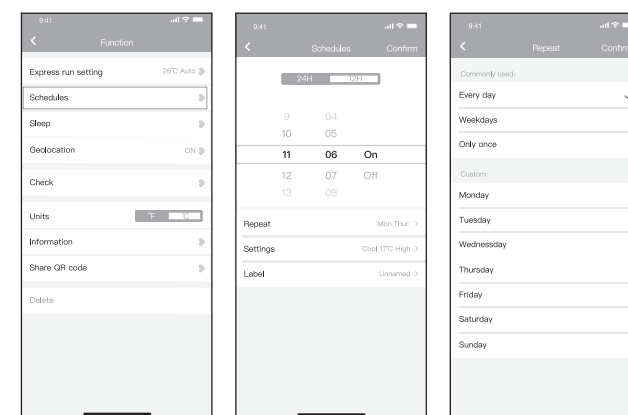 9:41
Function
Express run setting 26°C Auto
Schedules
Sleep
Geolocation ON
Check
Units °F °C
Information
Share QR code
Delete
9:41
Schedules Confirm
24H 12H
9 04
10 05
11 06 On
12 07 Off
13 08
Repeat Mon.Thur.
Settings Cool 17°C High
Label Unnamed
9:41
Repeat Confirm
Commonly used:
Every day
Weekdays
Only once
Custom:
Monday
Tuesday
Wednessday
Thursday
Friday
Saturday
Sunday